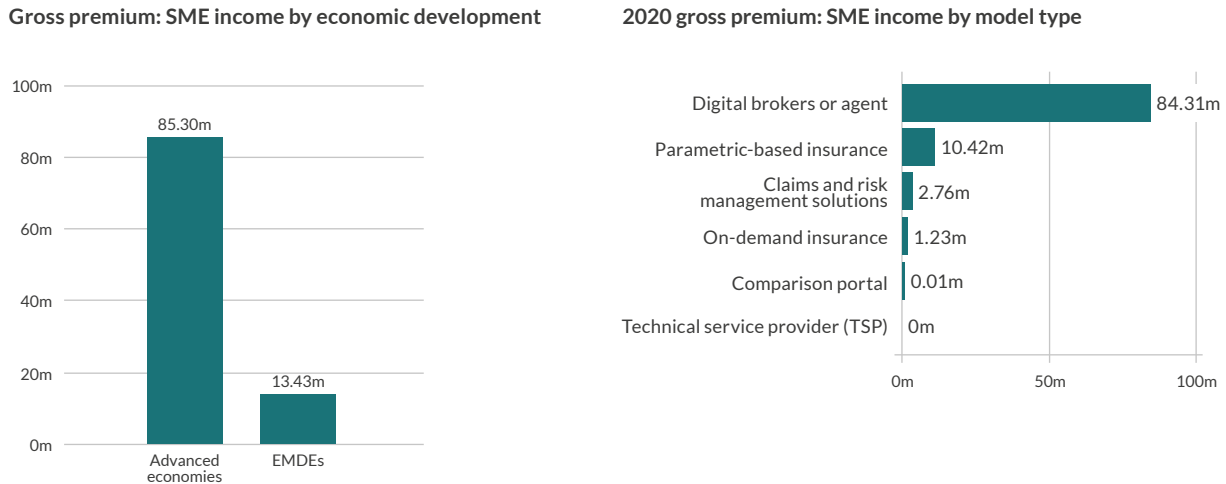 Gross premium: SME income by economic development
100m
80m
60m
40m
20m
0m
85.30m
13.43m
Advanced
economies
EMDEs
2020 gross premium: SME income by model type
Digital brokers or agent
84.31m
Parametric-based insurance
10.42m
Claims and risk
management solutions
2.76m
On-demand insurance
1.23m
Comparison portal
0.01m
Technical service provider (TSP)
0m
0m
50m
100m